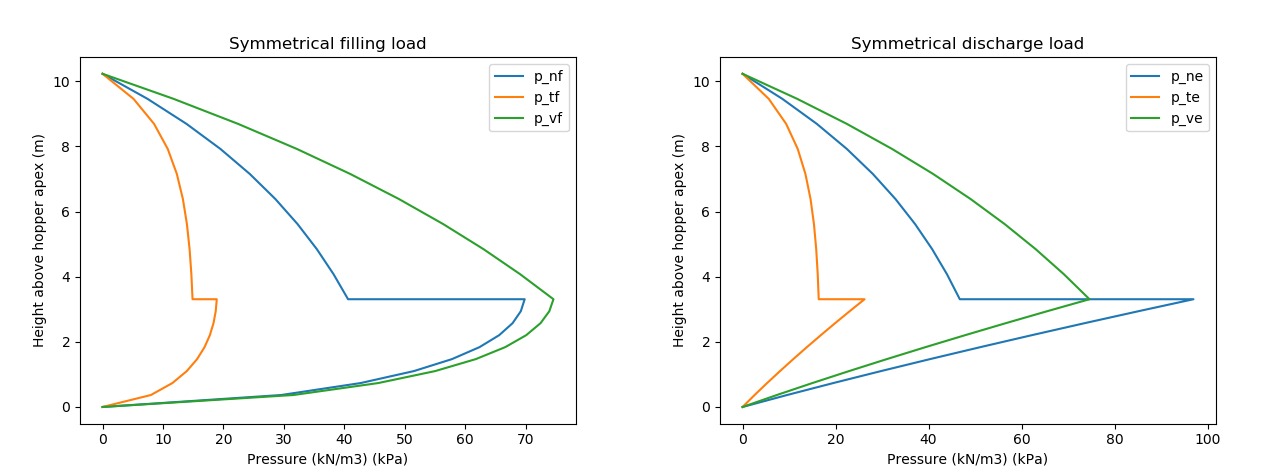 Symmetrical filling load
p_nf
p_tf
p_vf
10
8
6
4
2
0
Height above hopper apex (m)
0 10 20 30 40 50 60 70
Pressure (kN/m3) (kPa)
Symmetrical discharge load
p_ne
p_te
p_ve
10
8
6
4
2
0
Height above hopper apex (m)
0 20 40 60 80 100
Pressure (kN/m3) (kPa)